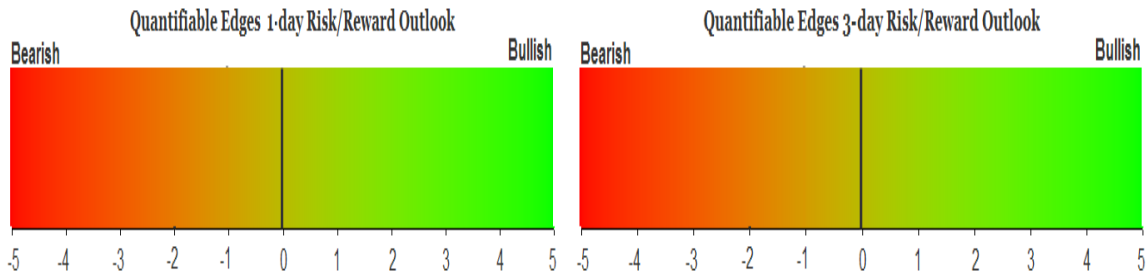 Quantifiable Edges 1-day Risk/Reward Outlook
Bearish Bullish
-5 -4 -3 -2 -1 0 1 2 3 4 5
Quantifiable Edges 3-day Risk/Reward Outlook
Bearish Bullish
-5 -4 -3 -2 -1 0 1 2 3 4 5